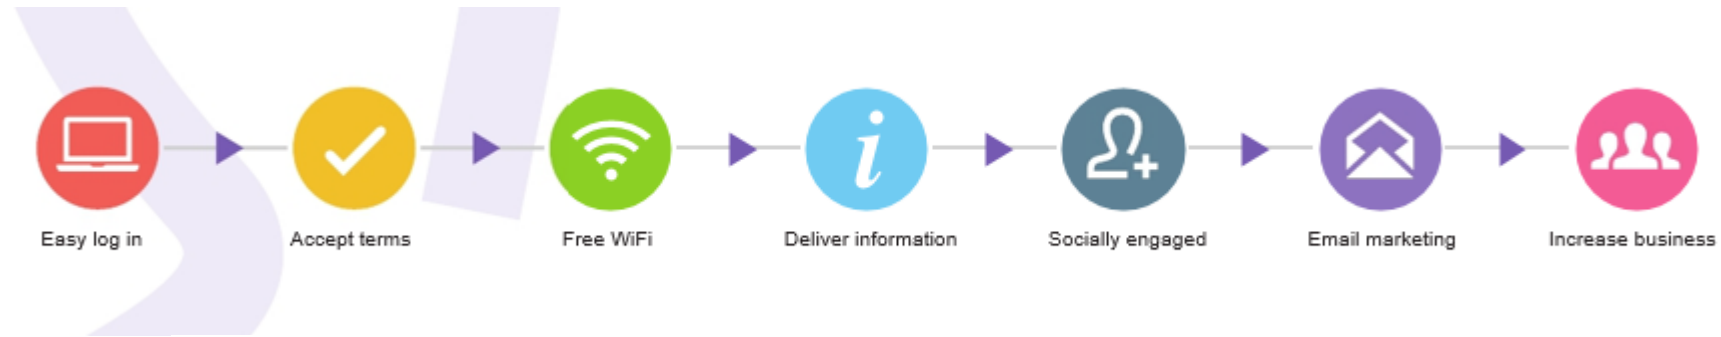 Easy log in
Accept terms
Free WiFi
Deliver information
Socially engaged
Email marketing
Increase business